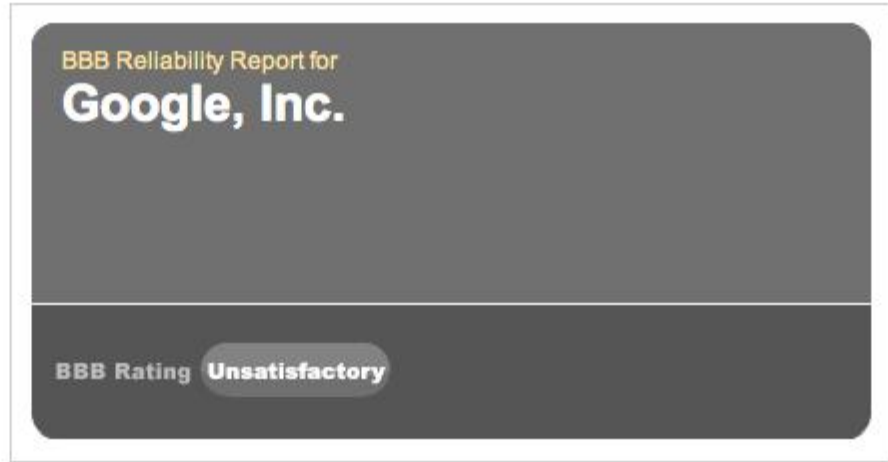 BBB Reliability Report for
Google, Inc.
BBB Rating Unsatisfactory